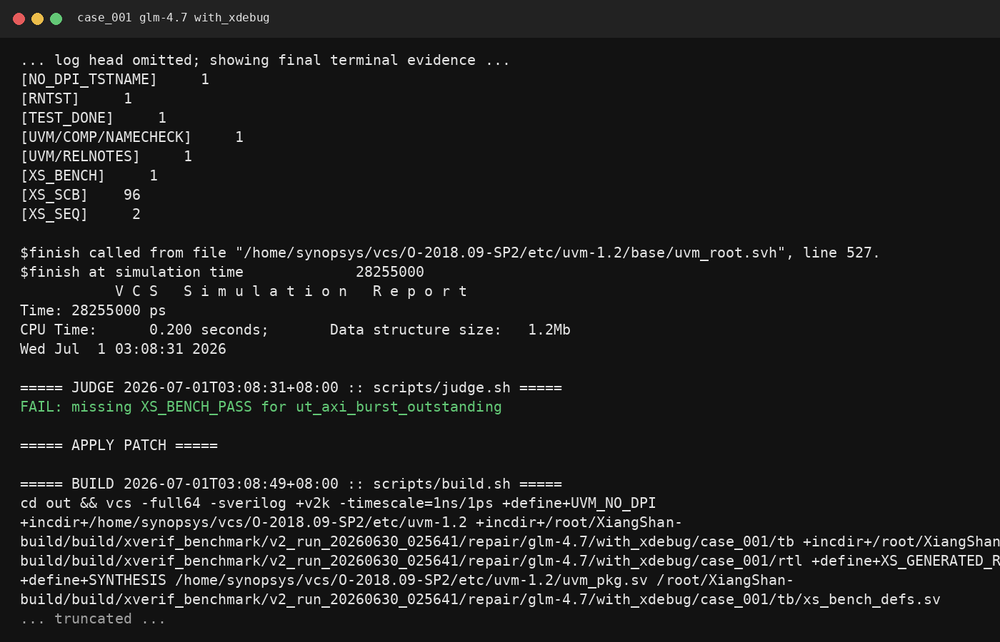 case_001 glm-4.7 with_xdebug
... log head omitted; showing final terminal evidence ...
[NO_DPI_TSTNAME]     1
[RNTST]     1
[TEST_DONE]     1
[UVM/COMP/NAMECHECK]     1
[UVM/RELNOTES]     1
[XS_BENCH]     1
[XS_SCB]    96
[XS_SEQ]     2
$finish called from file "/home/synopsys/vcs/O-2018.09-SP2/etc/uvm-1.2/base/uvm_root.svh", line 527.
$finish at simulation time             28255000
           V C S   S i m u l a t i o n   R e p o r t
Time: 28255000 ps
CPU Time:      0.200 seconds;       Data structure size:   1.2Mb
Wed Jul  1 03:08:31 2026
===== JUDGE 2026-07-01T03:08:31+08:00 :: scripts/judge.sh =====
FAIL: missing XS_BENCH_PASS for ut_axi_burst_outstanding
===== APPLY PATCH =====
===== BUILD 2026-07-01T03:08:49+08:00 :: scripts/build.sh =====
cd out && vcs -full64 -sverilog +v2k -timescale=1ns/1ps +define+UVM_NO_DPI
+incdir+/home/synopsys/vcs/O-2018.09-SP2/etc/uvm-1.2 +incdir+/root/XiangShan-
build/build/xverif_benchmark/v2_run_20260630_025641/repair/glm-4.7/with_xdebug/case_001/tb +incdir+/root/XiangShan
build/build/xverif_benchmark/v2_run_20260630_025641/repair/glm-4.7/with_xdebug/case_001/rtl +define+XS_GENERATED_R
+define+SYNTHESIS /home/synopsys/vcs/O-2018.09-SP2/etc/uvm-1.2/uvm_pkg.sv /root/XiangShan-
build/build/xverif_benchmark/v2_run_20260630_025641/repair/glm-4.7/with_xdebug/case_001/tb/xs_bench_defs.sv
... truncated ...